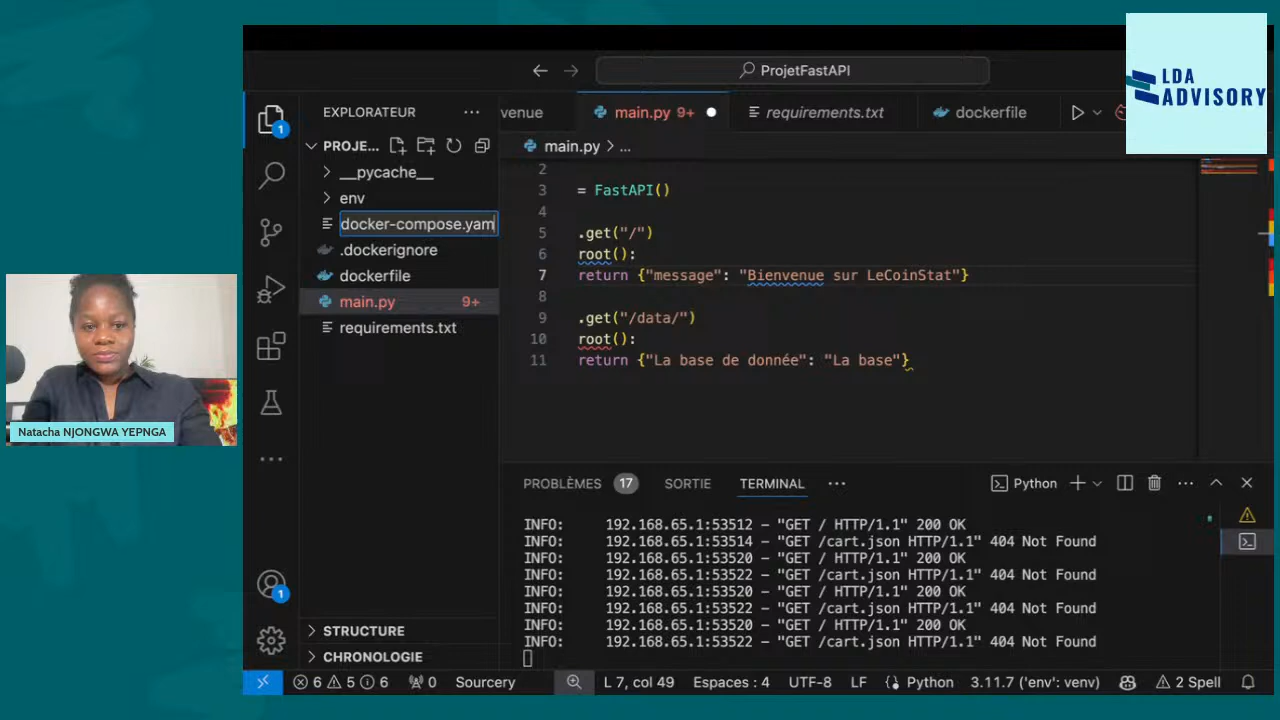 LDA
ADVISORY
ProjetFastAPI
EXPLORATEUR
venue
main.py 9+
requirements.txt
dockerfile
PROJE...
main.py > ...
__pycache__
env
docker-compose.yam
.dockerignore
dockerfile
main.py 9+
requirements.txt
2
3 = FastAPI()
4
5 .get("/")
6 root():
7 return {"message": "Bienvenue sur LeCoinStat"}
8
9 .get("/data/")
10 root():
11 return {"La base de donnée": "La base"}
1
Natacha NJONGWA YEPNGA
PROBLÈMES 17 SORTIE TERMINAL ... Python
INFO: 192.168.65.1:53512 – "GET / HTTP/1.1" 200 OK
INFO: 192.168.65.1:53514 – "GET /cart.json HTTP/1.1" 404 Not Found
INFO: 192.168.65.1:53520 – "GET / HTTP/1.1" 200 OK
INFO: 192.168.65.1:53522 – "GET /cart.json HTTP/1.1" 404 Not Found
INFO: 192.168.65.1:53520 – "GET / HTTP/1.1" 200 OK
INFO: 192.168.65.1:53522 – "GET /cart.json HTTP/1.1" 404 Not Found
INFO: 192.168.65.1:53520 – "GET / HTTP/1.1" 200 OK
INFO: 192.168.65.1:53522 – "GET /cart.json HTTP/1.1" 404 Not Found
1
STRUCTURE
CHRONOLOGIE
6 5 6 0 Sourcery L 7, col 49 Espaces : 4 UTF-8 LF Python 3.11.7 ('env': venv) 2 Spell